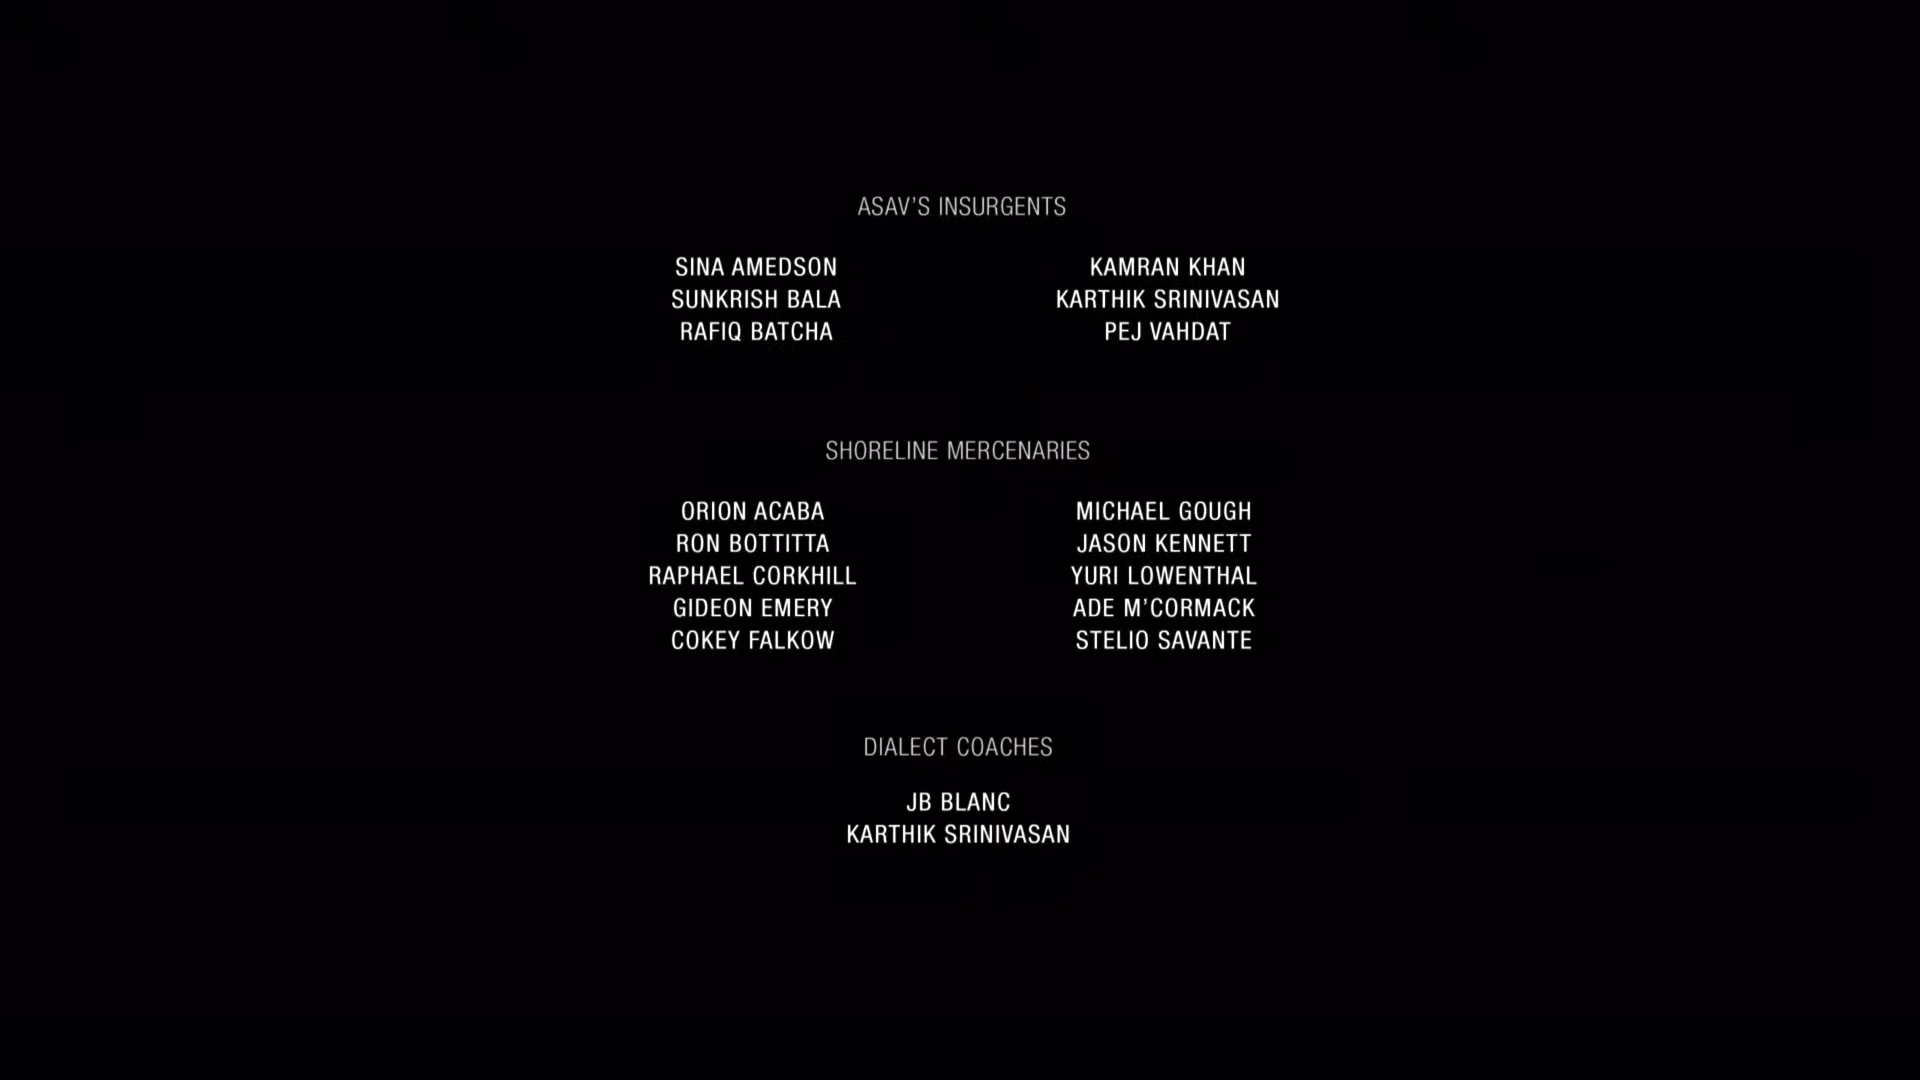 ASAV'S INSURGENTS
SINA AMEDSON
SUNKRISH BALA
RAFIQ BATCHA
KAMRAN KHAN
KARTHIK SRINIVASAN
PEJ VAHDAT
SHORELINE MERCENARIES
ORION ACABA
RON BOTTITTA
RAPHAEL CORKHILL
GIDEON EMERY
COKEY FALKOW
MICHAEL GOUGH
JASON KENNETT
YURI LOWENTHAL
ADE M'CORMACK
STELIO SAVANTE
DIALECT COACHES
JB BLANC
KARTHIK SRINIVASAN